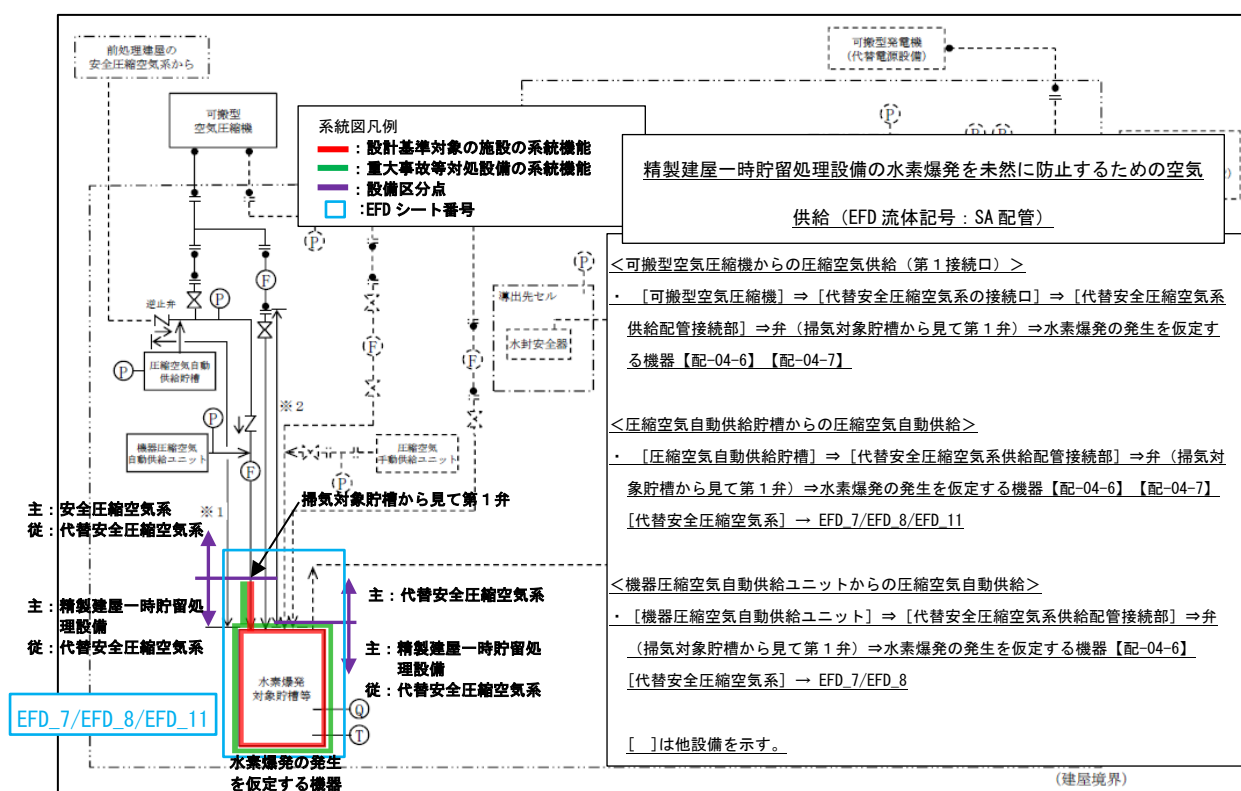 前処理建屋の
安全圧縮空気系から
可搬型発電機
(代替電源設備)
可搬型
空気圧縮機
P
P P
系統図凡例
：設計基準対象の施設の系統機能
：重大事故等対処設備の系統機能
：設備区分点
：EFD シート番号
精製建屋一時貯留処理設備の水素爆発を未然に防止するための空気
供給（EFD 流体記号：SA 配管）
P
P
F
逆止弁
P
導出先セル
水封安全器
F
F
P
圧縮空気自動
供給貯槽
※2
P
機器圧縮空気
自動供給ユニット
F
圧縮空気
手動供給ユニット
P
掃気対象貯槽から見て第１弁
主：安全圧縮空気系
従：代替安全圧縮空気系
※1
主：精製建屋一時貯留処
理設備
従：代替安全圧縮空気系
主：代替安全圧縮空気系
主：精製建屋一時貯留処
理設備
従：代替安全圧縮空気系
水素爆発
対象貯槽等
Q
T
EFD_7/EFD_8/EFD_11
水素爆発の発生
を仮定する機器
＜可搬型空気圧縮機からの圧縮空気供給（第１接続口）＞
・ ［可搬型空気圧縮機］⇒［代替安全圧縮空気系の接続口］⇒［代替安全圧縮空気系
供給配管接続部］⇒弁（掃気対象貯槽から見て第１弁）⇒水素爆発の発生を仮定す
る機器【配-04-6】【配-04-7】
＜圧縮空気自動供給貯槽からの圧縮空気自動供給＞
・ ［圧縮空気自動供給貯槽］⇒［代替安全圧縮空気系供給配管接続部］⇒弁（掃気対
象貯槽から見て第１弁）⇒水素爆発の発生を仮定する機器【配-04-6】【配-04-7】
［代替安全圧縮空気系］→ EFD_7/EFD_8/EFD_11
＜機器圧縮空気自動供給ユニットからの圧縮空気自動供給＞
・［機器圧縮空気自動供給ユニット］⇒［代替安全圧縮空気系供給配管接続部］⇒弁
（掃気対象貯槽から見て第１弁）⇒水素爆発の発生を仮定する機器【配-04-6】
［代替安全圧縮空気系］→ EFD_7/EFD_8
［　］は他設備を示す。
(建屋境界)